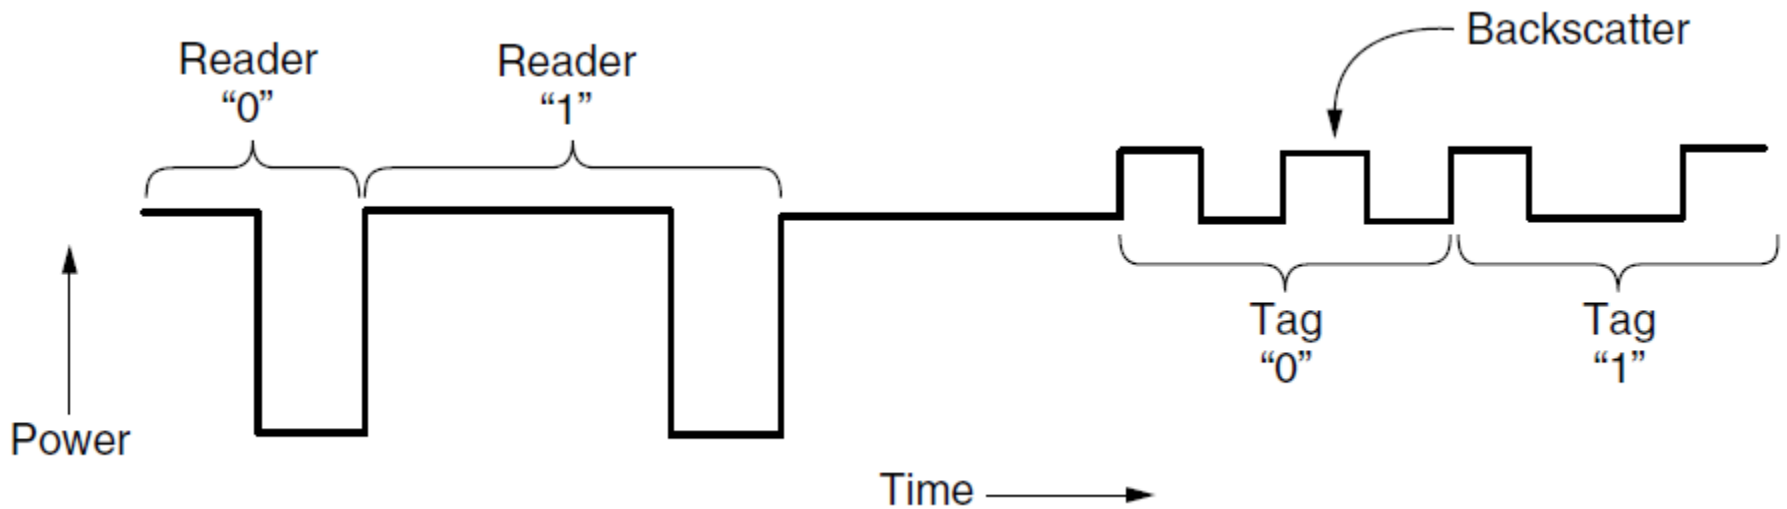 Backscatter
Reader
“0”
Reader
“1”
Tag
“0”
Tag
“1”
Power
Time